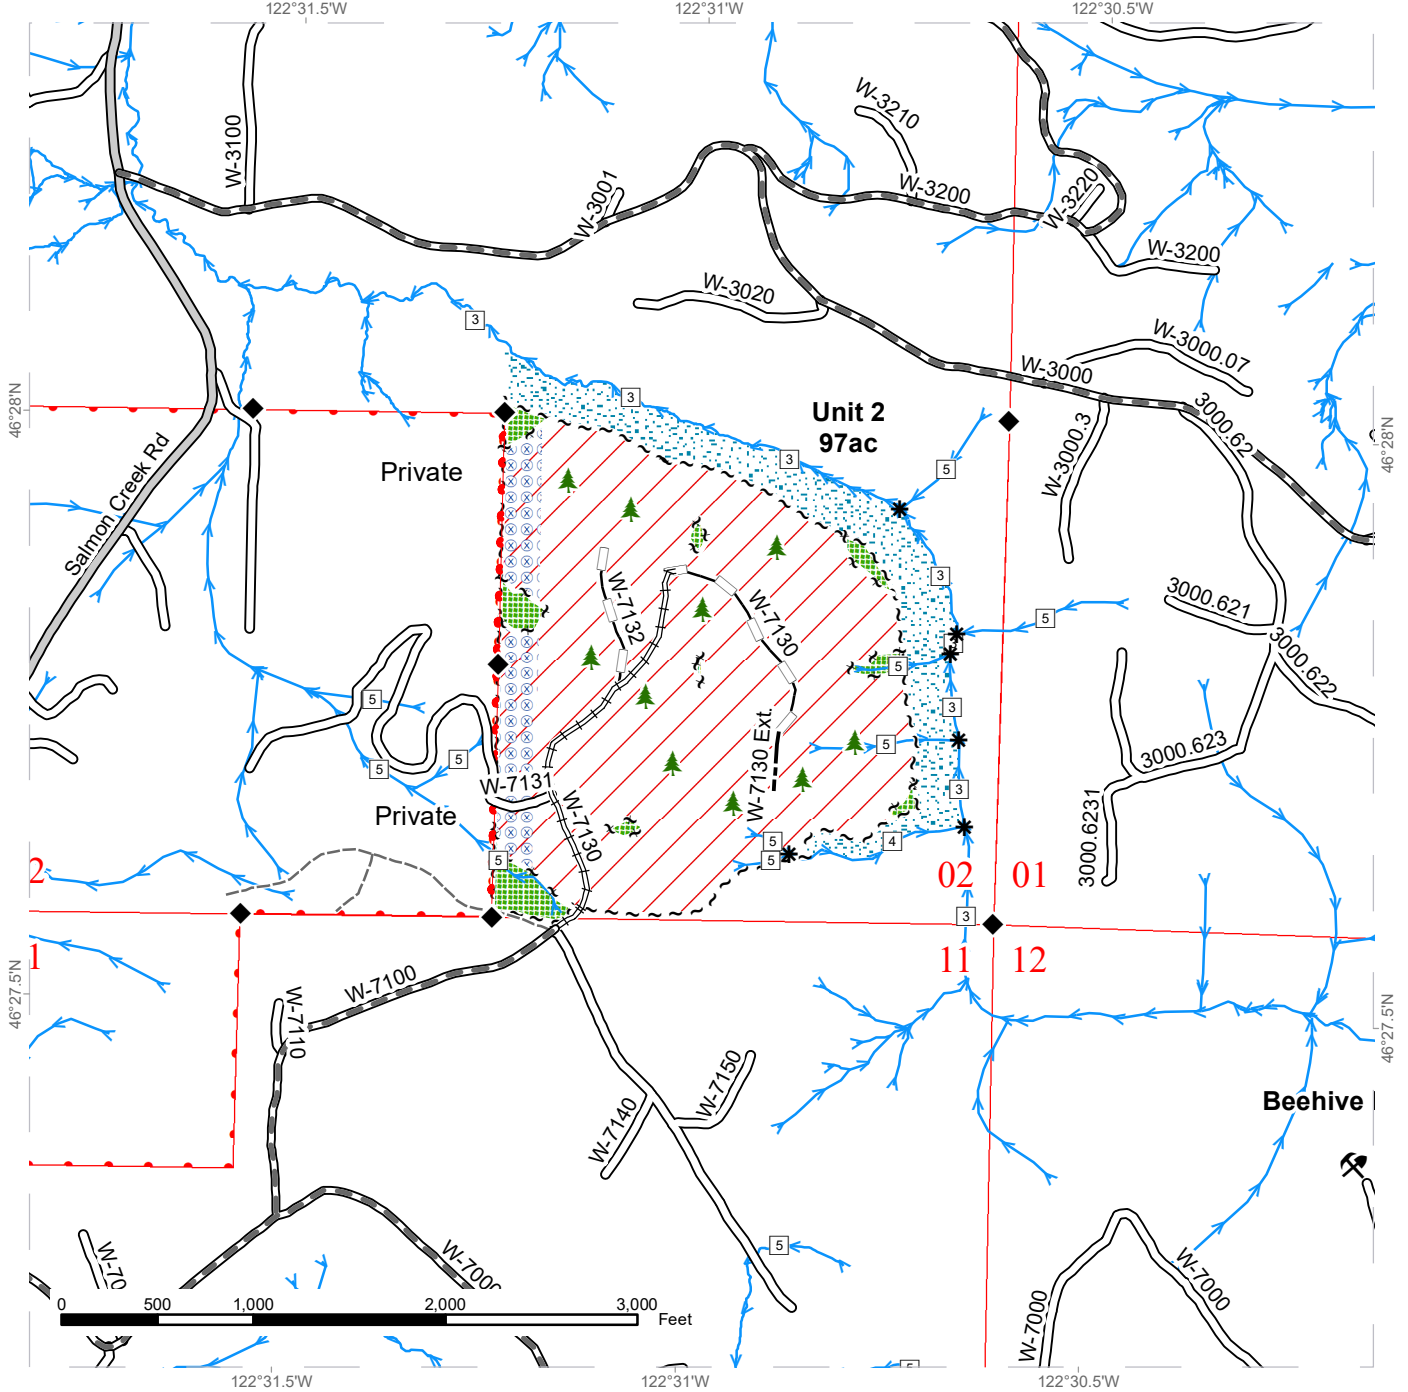 122°31.5'W
122°31'W
122°30.5'W
W-3100
W-3210
W-3001
W-3200
W-3220
W-3200
W-3020
3
W-3000.07
W-3000
3
46°28'N
46°28'N
Unit 2
97ac
3000.62
W-3000.3
Private
3
5
Salmon Creek Rd
3
W-7132
W-7130
5
3000.621
3000.622
5
5
3
W-7130 Ext.
5
3000.623
5
5
W-7131
3
Private
W-7130
5
5
4
5
3000.6231
2
02
01
3
1
11
12
46°27.5'N
46°27.5'N
W-7100
W-7110
W-7150
W-7140
Beehive
5
W-70
W-7000
W-7000
W-7000
0
500
1,000
2,000
3,000
Feet
5
122°31.5'W
122°31'W
122°30.5'W